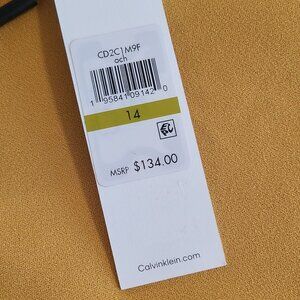 CD2C1M9F
och
1 95841 09142 0
14
MSRP $134.00
Calvinklein.com